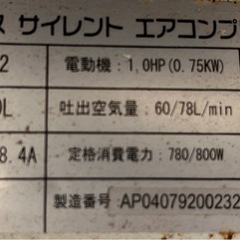 ス サイレント エアコンプ
2 電動機：1.0HP(0.75KW)
0L 吐出空気量：60/78L/min
8.4A 定格消費電力：780/800W
製造番号 AP04079200232